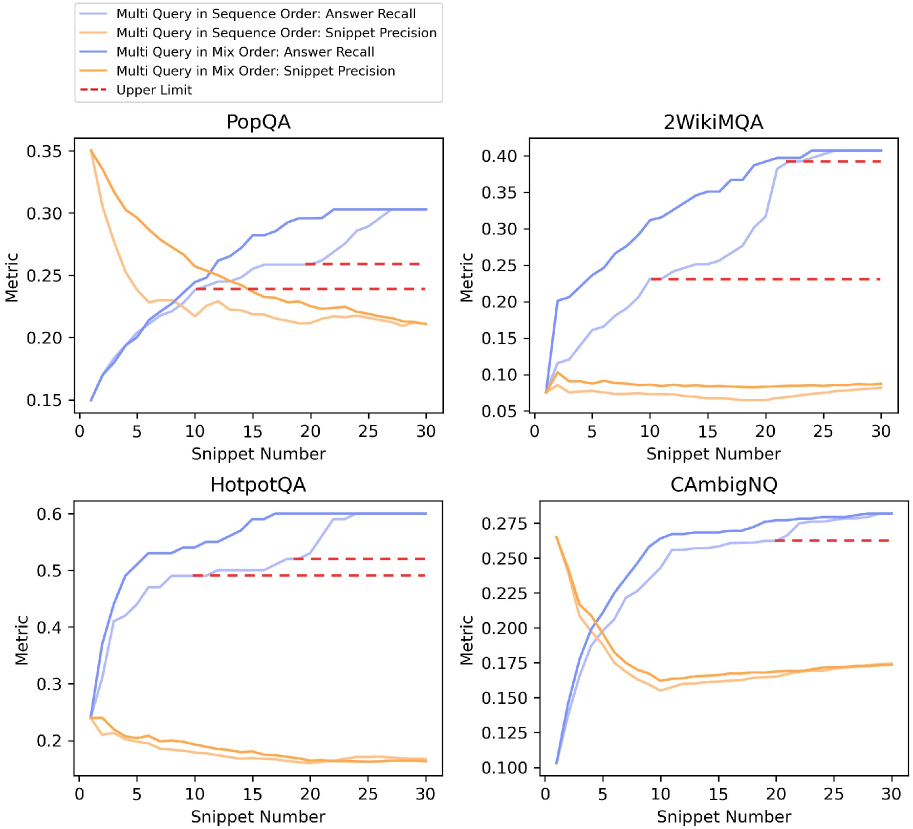 Multi Query in Sequence Order: Answer Recall
Multi Query in Sequence Order: Snippet Precision
Multi Query in Mix Order: Answer Recall
Multi Query in Mix Order: Snippet Precision
Upper Limit
PopQA
0.35
0.30
0.25
0.20
0.15
Metric
0 5 10 15 20 25 30
Snippet Number
2WikiMQA
0.40
0.35
0.30
0.25
0.20
0.15
0.10
0.05
Metric
0 5 10 15 20 25 30
Snippet Number
HotpotQA
0.6
0.5
0.4
0.3
0.2
Metric
0 5 10 15 20 25 30
Snippet Number
CAmbigNQ
0.275
0.250
0.225
0.200
0.175
0.150
0.125
0.100
Metric
0 5 10 15 20 25 30
Snippet Number